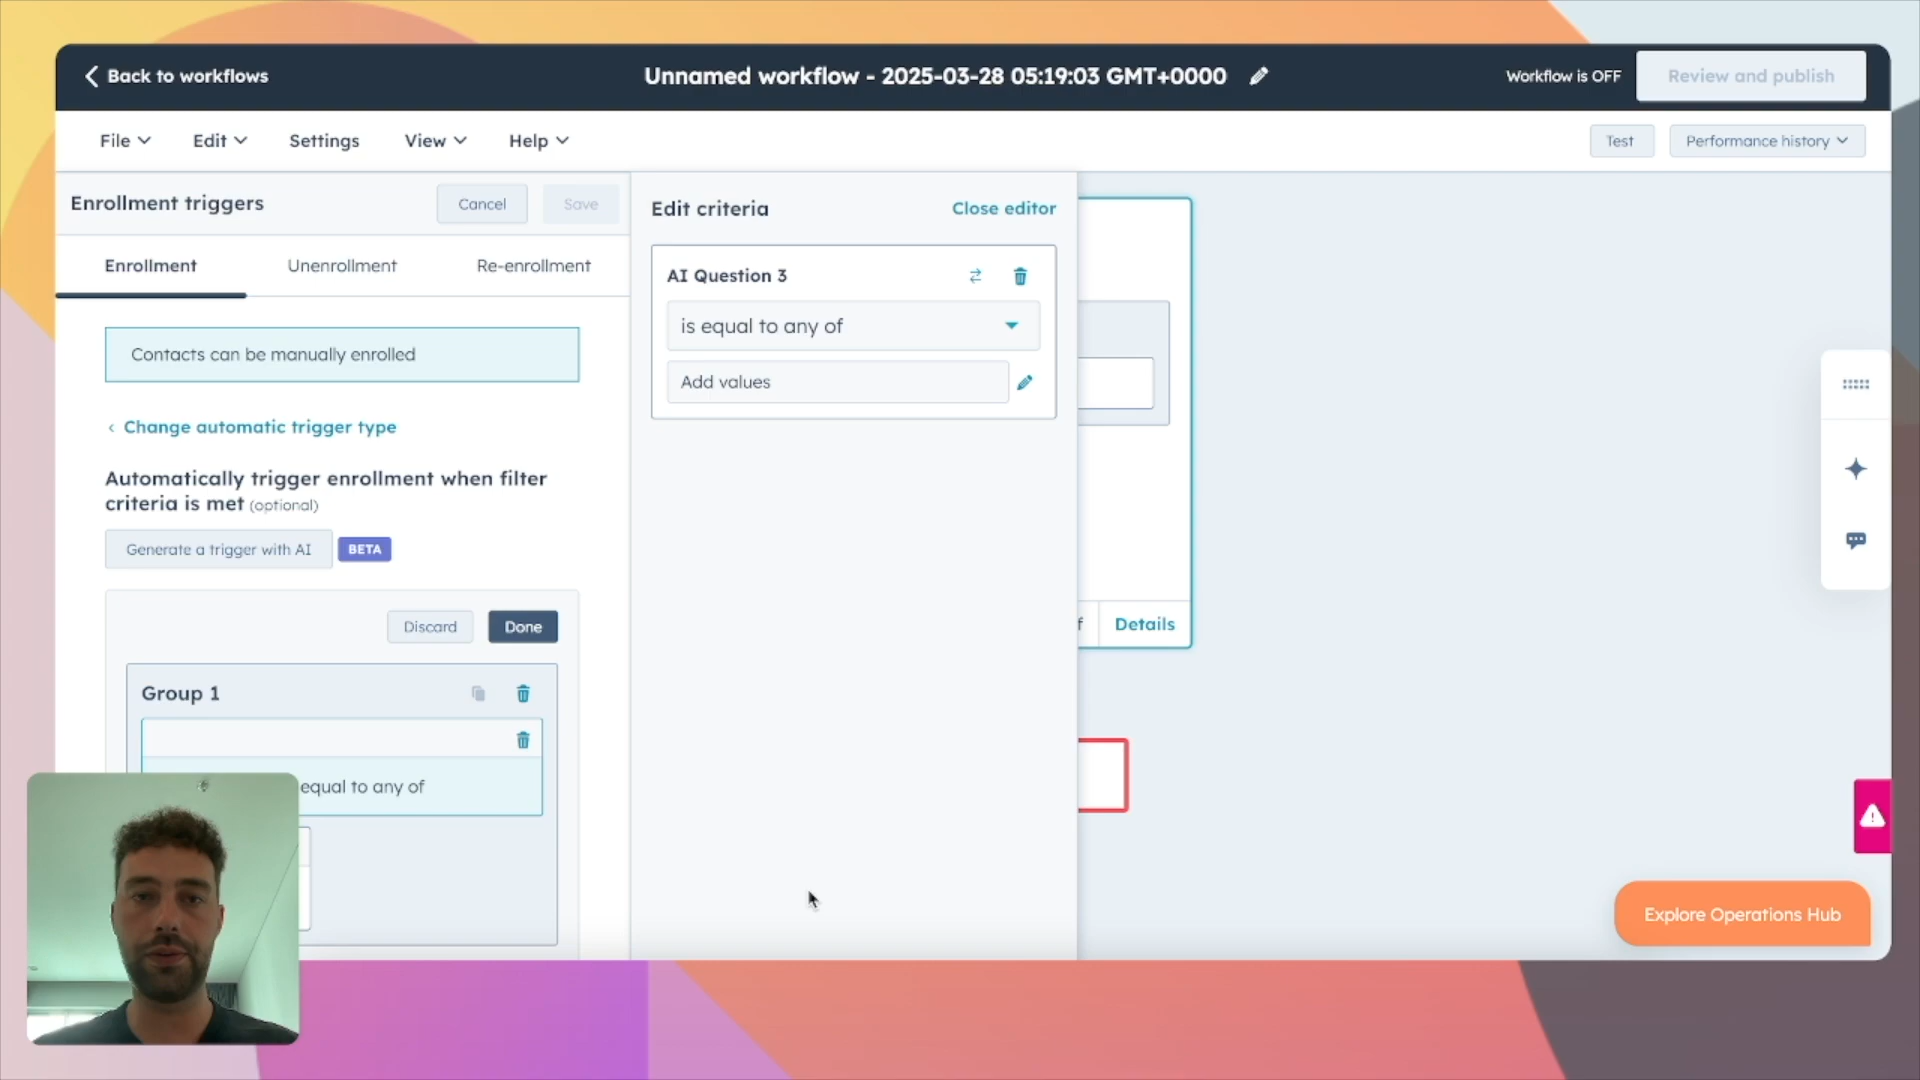 Back to workflows
Unnamed workflow - 2025-03-28 05:19:03 GMT+0000
Workflow is OFF
Review and publish
File
Edit
Settings
View
Help
Test
Performance history
Enrollment triggers
Cancel
Save
Enrollment
Unenrollment
Re-enrollment
Contacts can be manually enrolled
Change automatic trigger type
Automatically trigger enrollment when filter
criteria is met (optional)
Generate a trigger with AI
BETA
Discard
Done
Group 1
equal to any of
Edit criteria
Close editor
AI Question 3
is equal to any of
Add values
f
Details
Explore Operations Hub